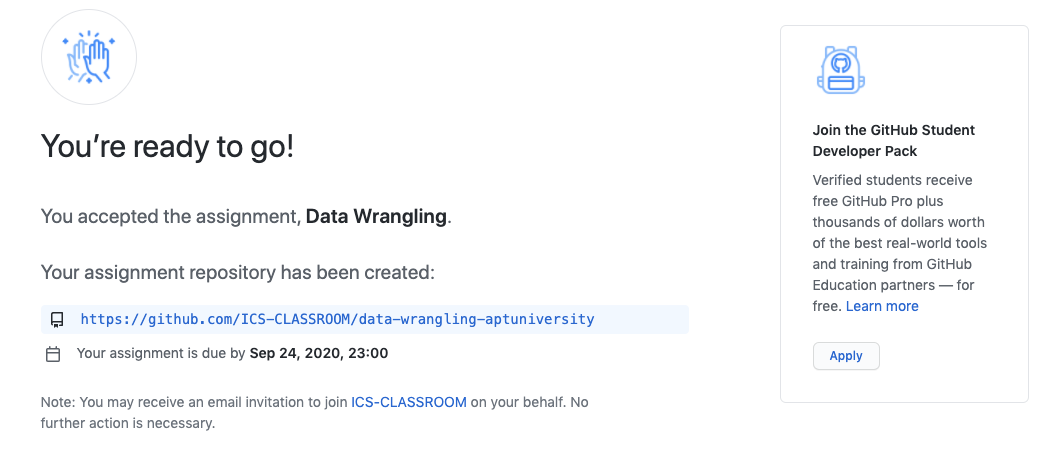 You're ready to go!
You accepted the assignment, Data Wrangling.
Your assignment repository has been created:
https://github.com/ICS-CLASSROOM/data-wrangling-aptuniversity
Your assignment is due by Sep 24, 2020, 23:00
Note: You may receive an email invitation to join ICS-CLASSROOM on your behalf. No
further action is necessary.
Join the GitHub Student
Developer Pack
Verified students receive
free GitHub Pro plus
thousands of dollars worth
of the best real-world tools
and training from GitHub
Education partners — for
free. Learn more
Apply